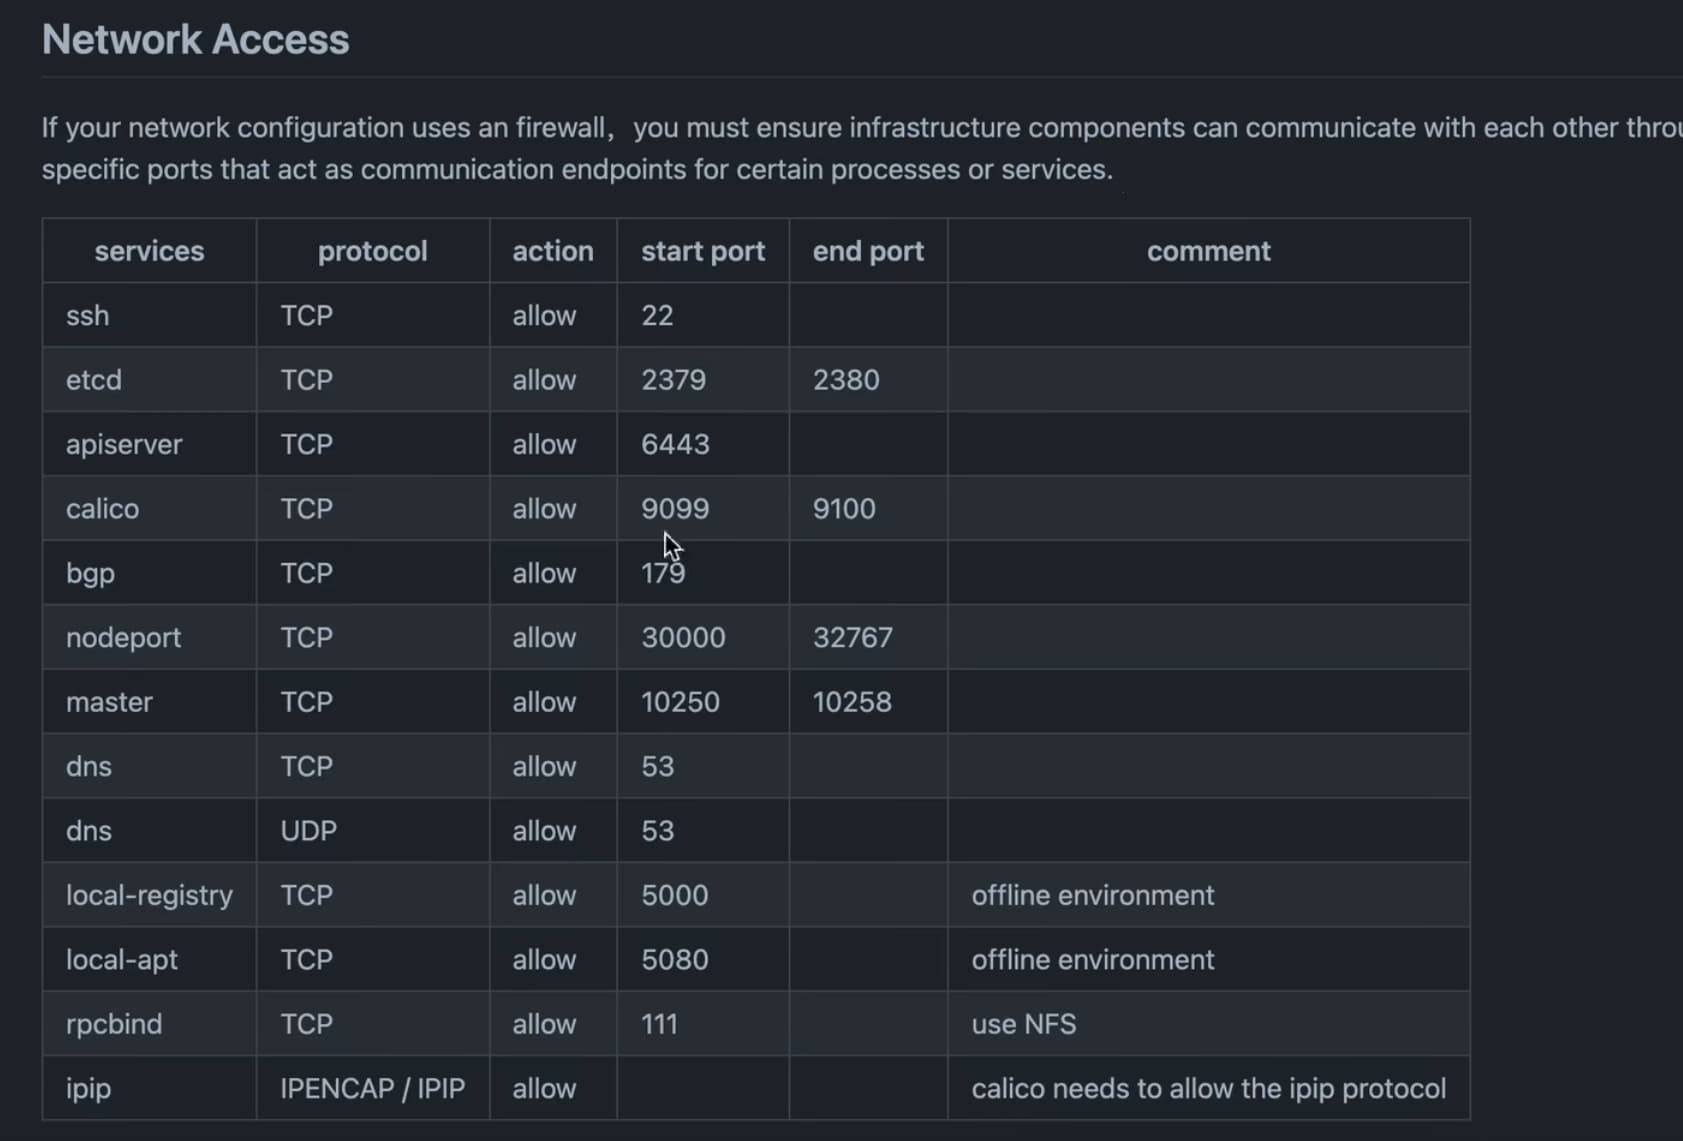 Network Access
If your network configuration uses an firewall，you must ensure infrastructure components can communicate with each other
specific ports that act as communication endpoints for certain processes or services.
services protocol action start port end port comment
ssh TCP allow 22
etcd TCP allow 2379 2380
apiserver TCP allow 6443
calico TCP allow 9099 9100
bgp TCP allow 179
nodeport TCP allow 30000 32767
master TCP allow 10250 10258
dns TCP allow 53
dns UDP allow 53
local-registry TCP allow 5000 offline environment
local-apt TCP allow 5080 offline environment
rpcbind TCP allow 111 use NFS
ipip IPENCAP / IPIP allow calico needs to allow the ipip protocol